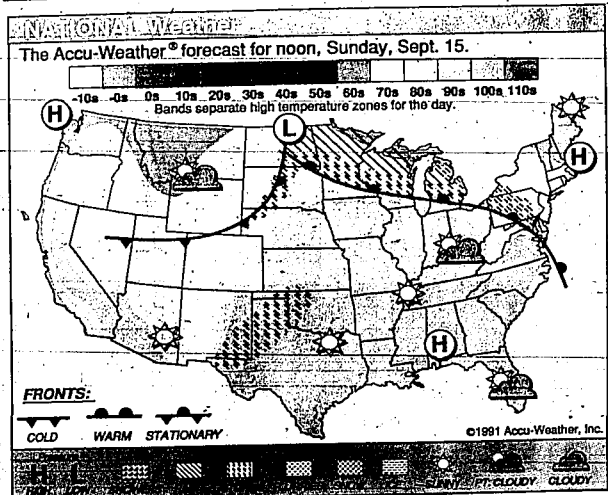 NATIONAL Weather
The Accu-Weather® forecast for noon, Sunday, Sept. 15.
-10s -0s 0s 10s 20s 30s 40s 50s 60s 70s 80s 90s 100s 110s
Bands separate high temperature zones for the day.
H
L
H
H
FRONTS:
COLD WARM STATIONARY
©1991 Accu-Weather, Inc.
H L
HIGH LOW SUNNY PT. CLOUDY CLOUDY